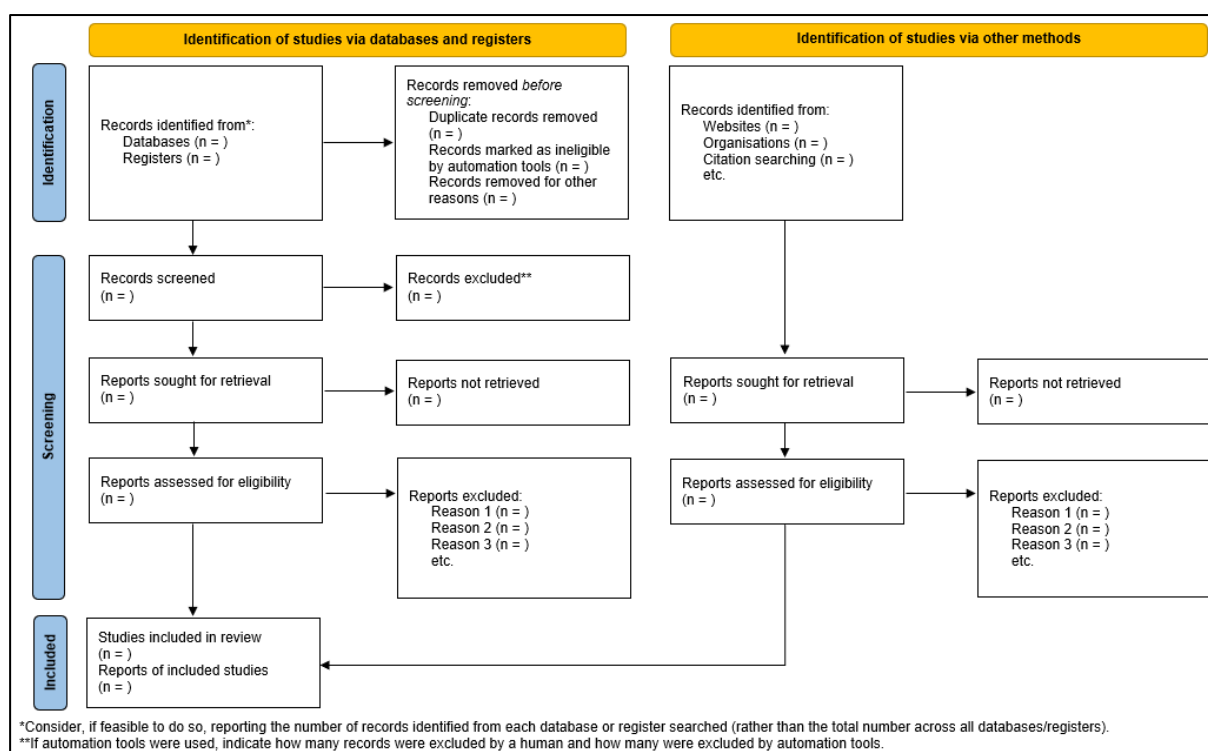 Identification of studies via databases and registers
Identification of studies via other methods
Identification
Records identified from*:
Databases (n = )
Registers (n = )
Records removed before
screening:
Duplicate records removed
(n = )
Records marked as ineligible
by automation tools (n = )
Records removed for other
reasons (n = )
Records identified from:
Websites (n = )
Organisations (n = )
Citation searching (n = )
etc.
Screening
Records screened
(n = )
Records excluded**
(n = )
Reports sought for retrieval
(n = )
Reports not retrieved
(n = )
Reports sought for retrieval
(n = )
Reports not retrieved
(n = )
Reports assessed for eligibility
(n = )
Reports excluded:
Reason 1 (n = )
Reason 2 (n = )
Reason 3 (n = )
etc.
Reports assessed for eligibility
(n = )
Reports excluded:
Reason 1 (n = )
Reason 2 (n = )
Reason 3 (n = )
etc.
Included
Studies included in review
(n = )
Reports of included studies
(n = )
*Consider, if feasible to do so, reporting the number of records identified from each database or register searched (rather than the total number across all databases/registers).
**If automation tools were used, indicate how many records were excluded by a human and how many were excluded by automation tools.